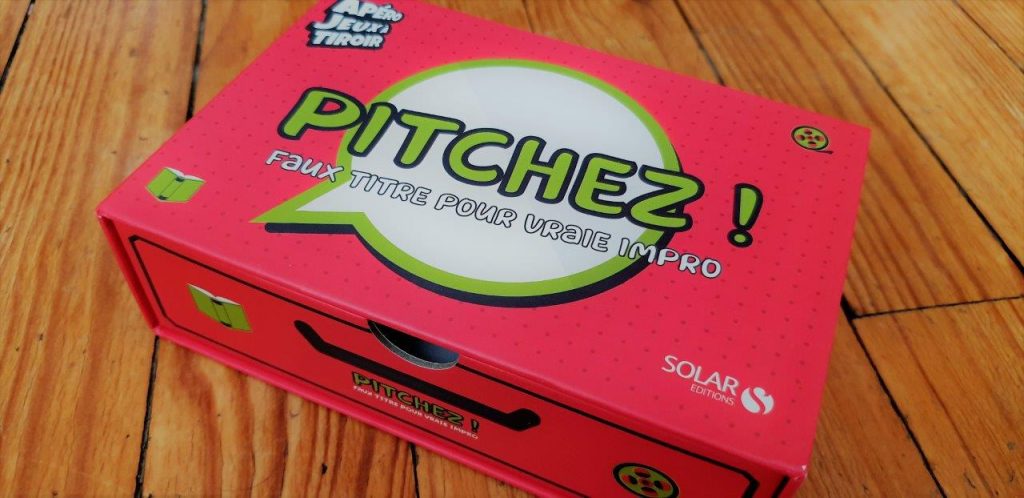 APÉRO
JEUX À
TIROIR
PITCHEZ !
FAUX TITRE POUR VRAIE IMPRO
SOLAR
EDITIONS
PITCHEZ !
FAUX TITRE POUR VRAIE IMPRO